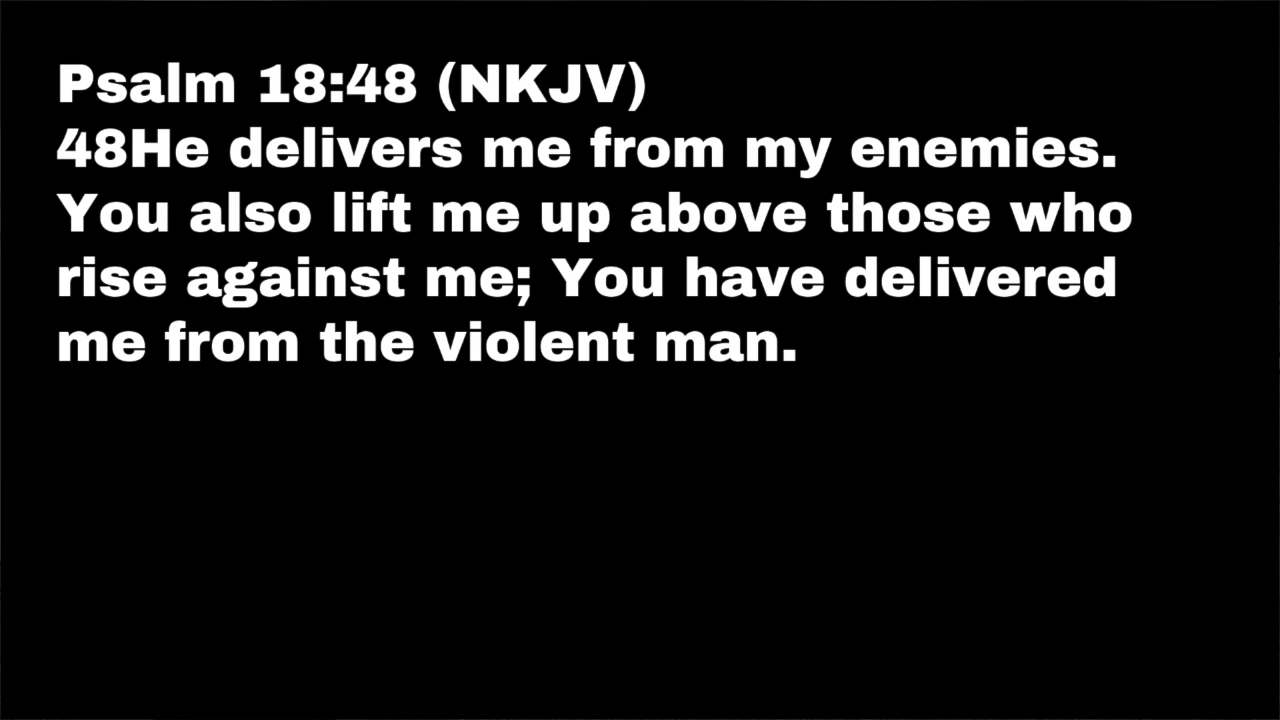 Psalm 18:48 (NKJV)
48He delivers me from my enemies.
You also lift me up above those who
rise against me; You have delivered
me from the violent man.